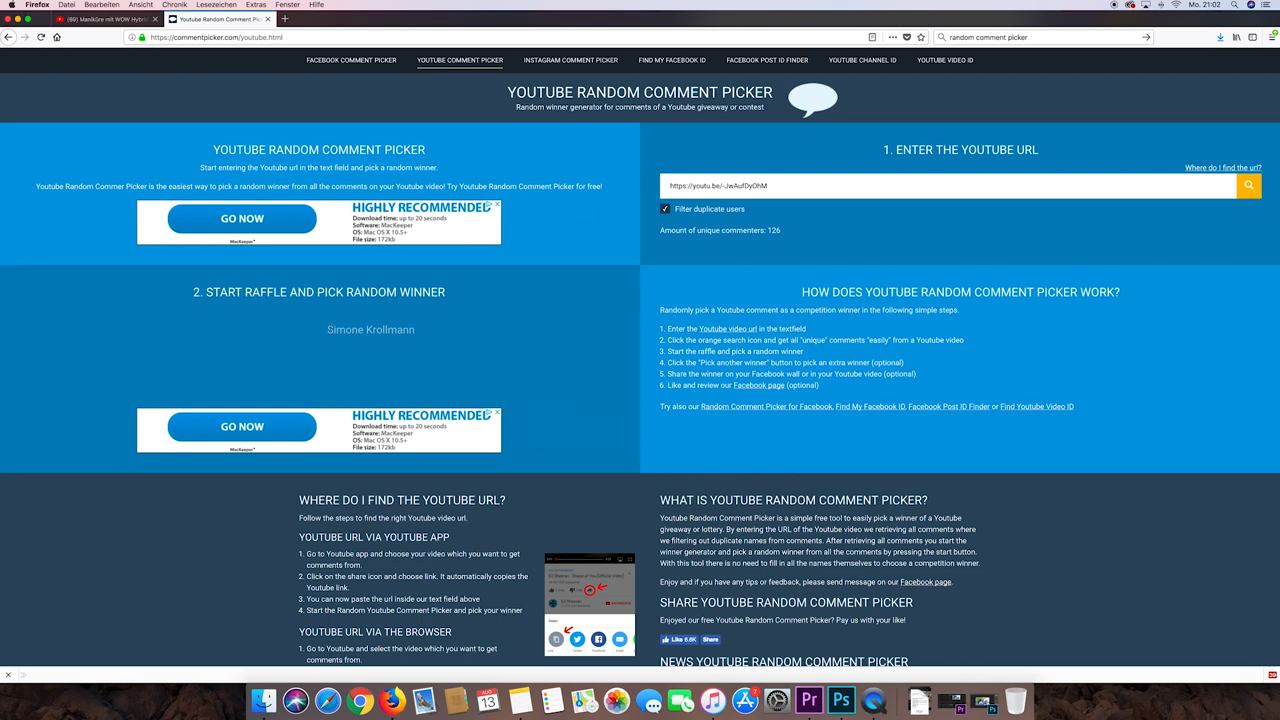 Firefox Datei Bearbeiten Ansicht Chronik Lesezeichen Extras Fenster Hilfe
Mo. 21:02
(69) Maniküre mit WOW Hybri
Youtube Random Comment Pic
https://commentpicker.com/youtube.html
random comment picker
FACEBOOK COMMENT PICKER
YOUTUBE COMMENT PICKER
INSTAGRAM COMMENT PICKER
FIND MY FACEBOOK ID
FACEBOOK POST ID FINDER
YOUTUBE CHANNEL ID
YOUTUBE VIDEO ID
YOUTUBE RANDOM COMMENT PICKER
Random winner generator for comments of a Youtube giveaway or contest
YOUTUBE RANDOM COMMENT PICKER
Start entering the Youtube url in the text field and pick a random winner.
Youtube Random Commer Picker is the easiest way to pick a random winner from all the comments on your Youtube video! Try Youtube Random Comment Picker for free!
GO NOW
MacKeeper™
HIGHLY RECOMMENDED
Download time: up to 20 seconds
Software: MacKeeper
OS: Mac OS X 10.5+
File size: 172kb
1. ENTER THE YOUTUBE URL
Where do I find the url?
https://youtu.be/-JwAufDyOhM
Filter duplicate users
Amount of unique commenters: 126
2. START RAFFLE AND PICK RANDOM WINNER
Simone Krollmann
GO NOW
MacKeeper™
HIGHLY RECOMMENDED
Download time: up to 20 seconds
Software: MacKeeper
OS: Mac OS X 10.5+
File size: 172kb
HOW DOES YOUTUBE RANDOM COMMENT PICKER WORK?
Randomly pick a Youtube comment as a competition winner in the following simple steps.
1. Enter the Youtube video url in the textfield
2. Click the orange search icon and get all "unique" comments "easily" from a Youtube video
3. Start the raffle and pick a random winner
4. Click the "Pick another winner" button to pick an extra winner (optional)
5. Share the winner on your Facebook wall or in your Youtube video (optional)
6. Like and review our Facebook page (optional)
Try also our Random Comment Picker for Facebook, Find My Facebook ID, Facebook Post ID Finder or Find Youtube Video ID
WHERE DO I FIND THE YOUTUBE URL?
Follow the steps to find the right Youtube video url.
YOUTUBE URL VIA YOUTUBE APP
1. Go to Youtube app and choose your video which you want to get
comments from.
2. Click on the share icon and choose link. It automatically copies the
Youtube link.
3. You can now paste the url inside our text field above
4. Start the Random Youtube Comment Picker and pick your winner
YOUTUBE URL VIA THE BROWSER
1. Go to Youtube and select the video which you want to get
comments from.
WHAT IS YOUTUBE RANDOM COMMENT PICKER?
Youtube Random Comment Picker is a simple free tool to easily pick a winner of a Youtube
giveaway or lottery. By entering the URL of the Youtube video we retrieving all comments where
we filtering out duplicate names from comments. After retrieving all comments you start the
winner generator and pick a random winner from all the comments by pressing the start button.
With this tool there is no need to fill in all the names themselves to choose a competition winner.
Enjoy and if you have any tips or feedback, please send message on our Facebook page.
SHARE YOUTUBE RANDOM COMMENT PICKER
Enjoyed our free Youtube Random Comment Picker? Pay us with your like!
Like 6.6K Share
NEWS YOUTUBE RANDOM COMMENT PICKER
AUG
13
7
Pr
Ps